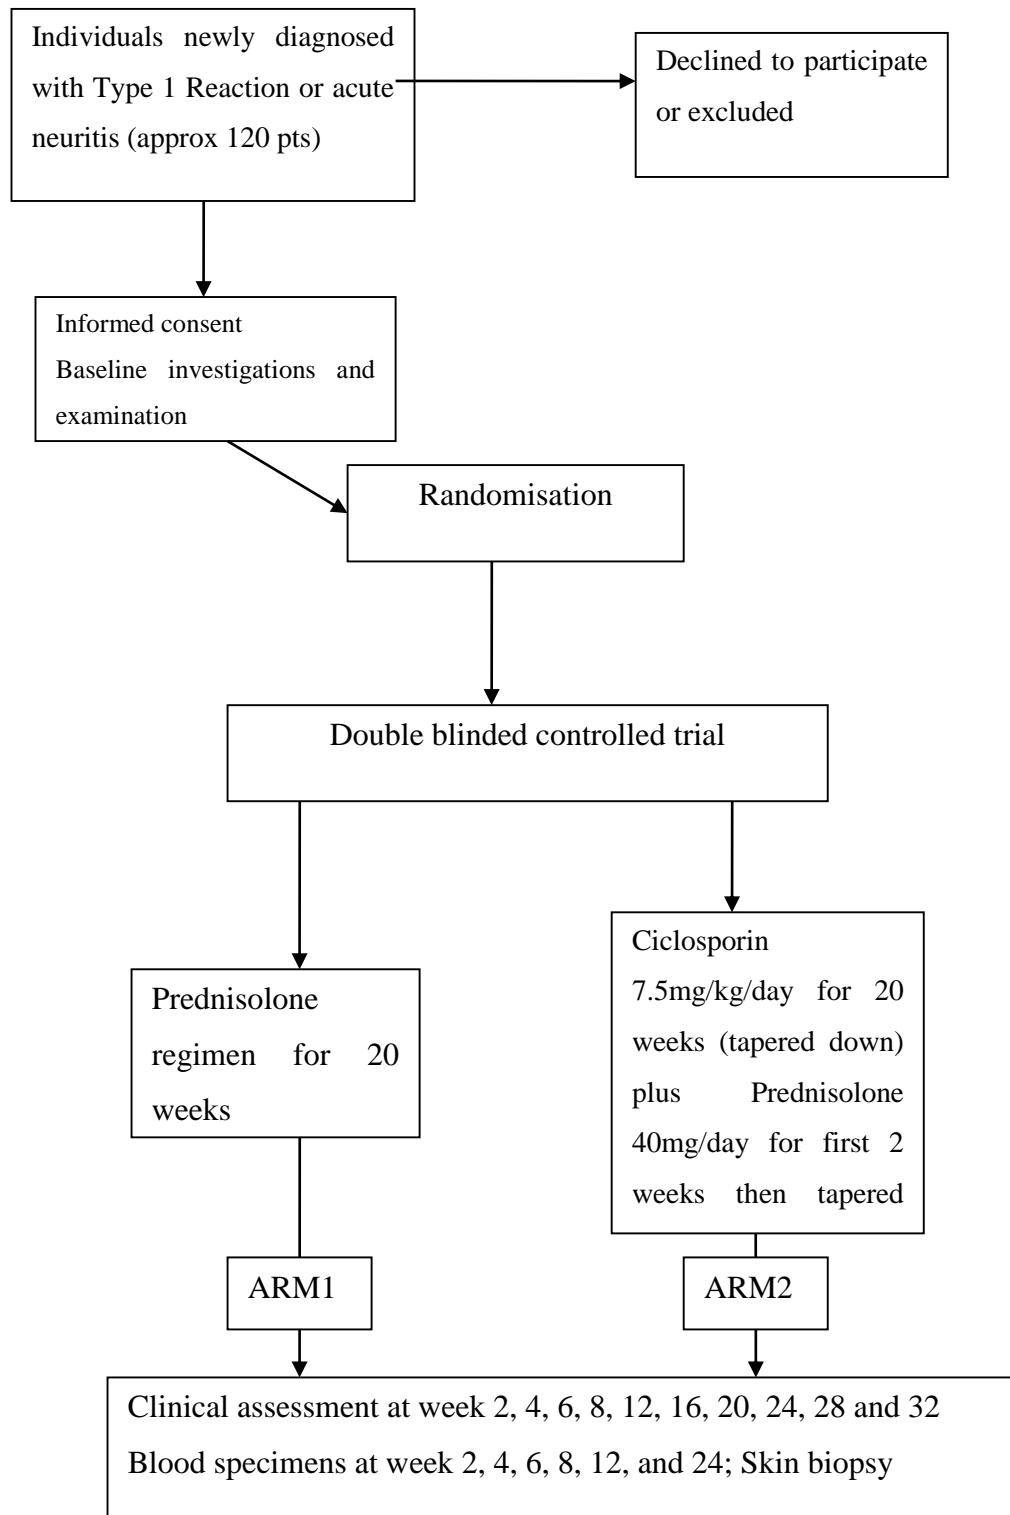 Individuals newly diagnosed
with Type 1 Reaction or acute
neuritis (approx 120 pts)
Declined to participate
or excluded
Informed consent
Baseline investigations and
examination
Randomisation
Double blinded controlled trial
Prednisolone
regimen for 20
weeks
Ciclosporin
7.5mg/kg/day for 20
weeks (tapered down)
plus Prednisolone
40mg/day for first 2
weeks then tapered
ARM1
ARM2
Clinical assessment at week 2, 4, 6, 8, 12, 16, 20, 24, 28 and 32
Blood specimens at week 2, 4, 6, 8, 12, and 24; Skin biopsy